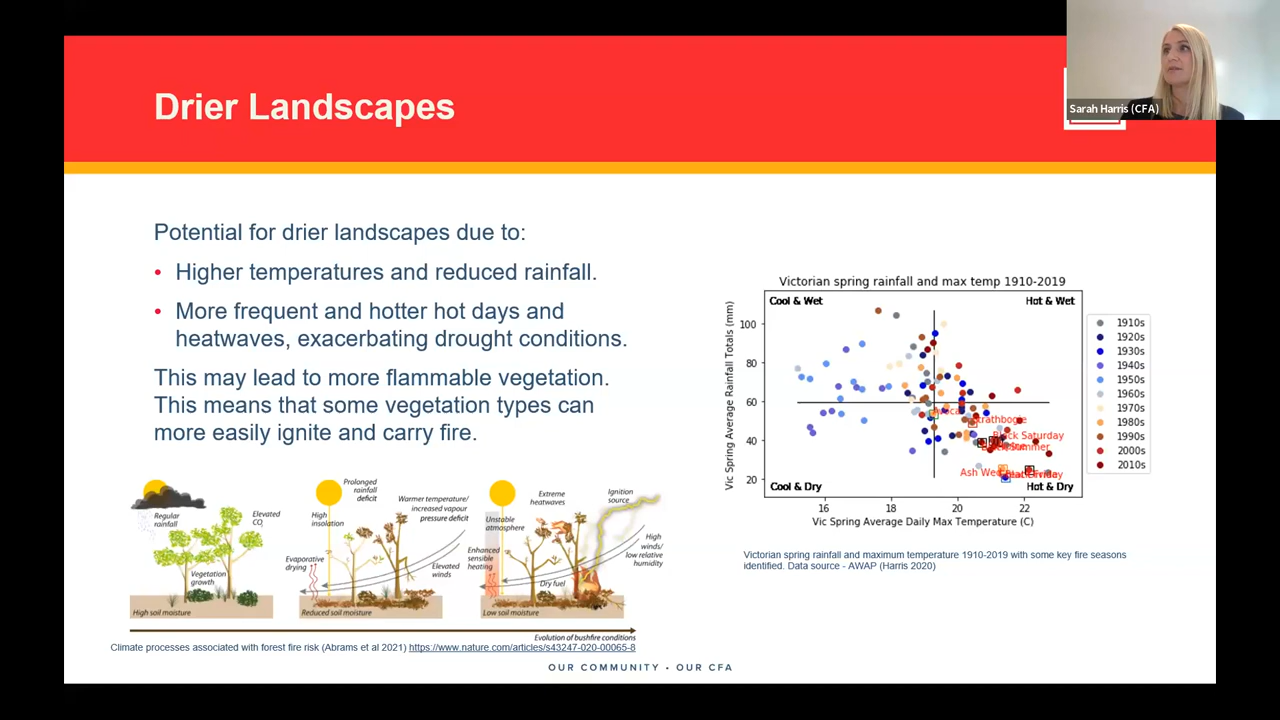 Sarah Harris (CFA)
Drier Landscapes
Potential for drier landscapes due to:
• Higher temperatures and reduced rainfall.
• More frequent and hotter hot days and
heatwaves, exacerbating drought conditions.
This may lead to more flammable vegetation.
This means that some vegetation types can
more easily ignite and carry fire.
Regular
rainfall
Elevated
CO₂
Vegetation
growth
High soil moisture
Prolonged
rainfall
deficit
High
insolation
Warmer temperature/
increased vapour
pressure deficit
Evaporative
drying
Elevated
winds
Reduced soil moisture
Extreme
heatwaves
Ignition
source
Unstable
atmosphere
Enhanced
sensible
heating
High
winds/
low relative
humidity
Dry fuel
Low soil moisture
Evolution of bushfire conditions
Climate processes associated with forest fire risk (Abrams et al 2021) https://www.nature.com/articles/s43247-020-00065-8
Victorian spring rainfall and max temp 1910-2019
Cool & Wet
Hot & Wet
Vic Spring Average Rainfall Totals (mm)
100
80
60
40
20
Strathbogie
Black Saturday
Ash Wed
Cool & Dry
Hot & Dry
16
18
20
22
Vic Spring Average Daily Max Temperature (C)
1910s
1920s
1930s
1940s
1950s
1960s
1970s
1980s
1990s
2000s
2010s
Victorian spring rainfall and maximum temperature 1910-2019 with some key fire seasons
identified. Data source - AWAP (Harris 2020)
OUR COMMUNITY • OUR CFA